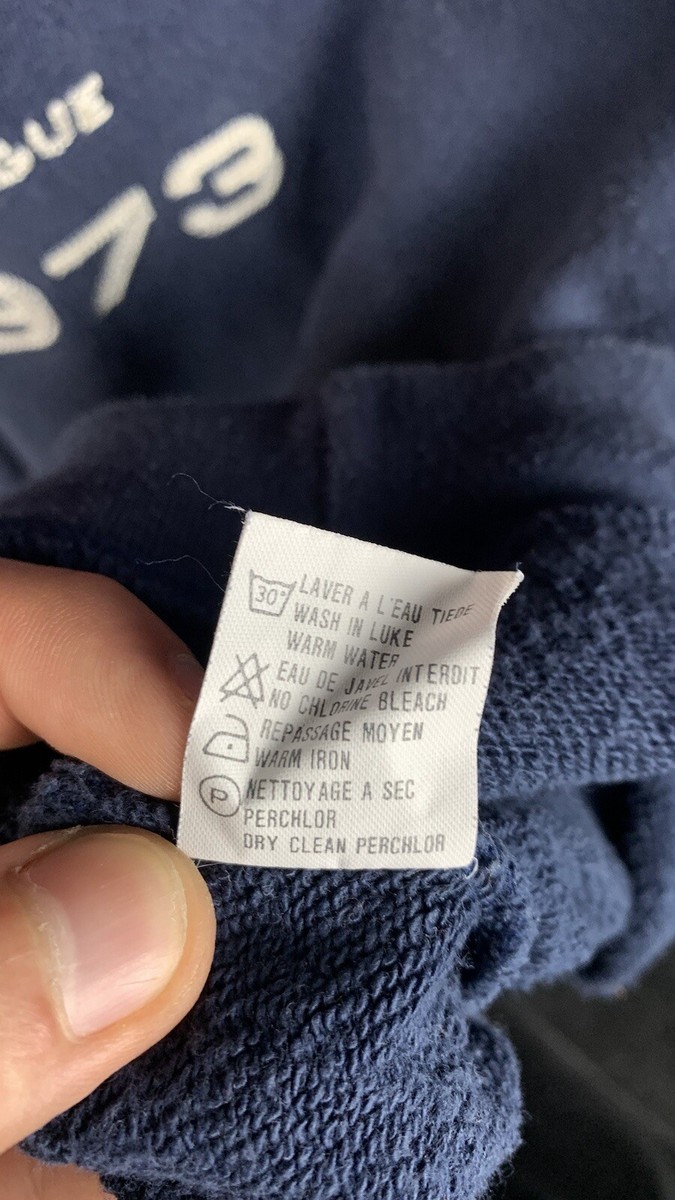 GUE
973
30° LAVER A L'EAU TIEDE
WASH IN LUKE
WARM WATER
EAU DE JAVEL INTERDIT
NO CHLORINE BLEACH
REPASSAGE MOYEN
WARM IRON
P NETTOYAGE A SEC
PERCHLOR
DRY CLEAN PERCHLOR